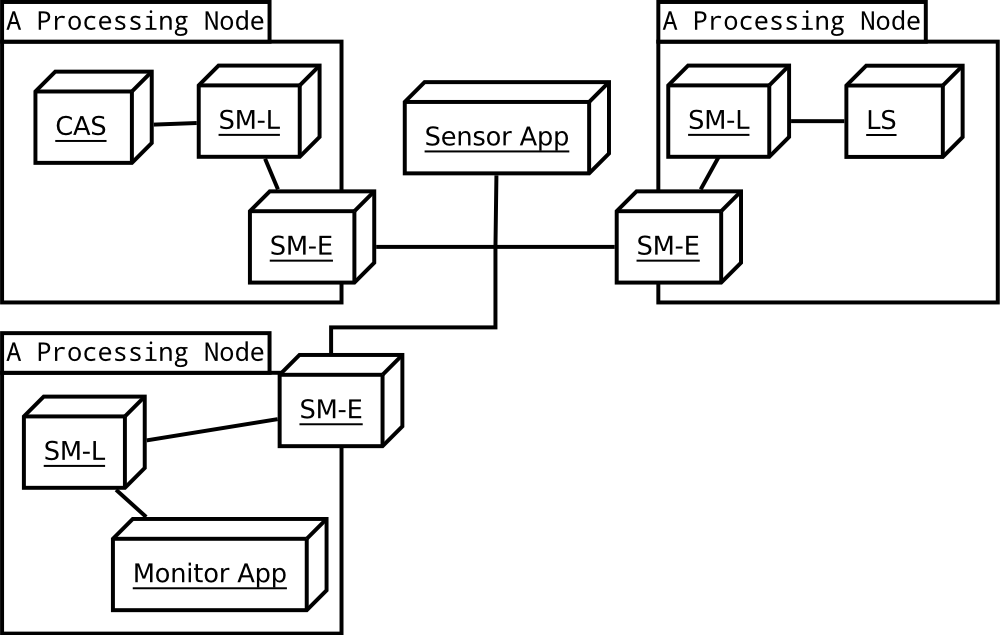 A Processing Node
CAS
SM-L
SM-E
Sensor App
A Processing Node
SM-L
LS
SM-E
A Processing Node
SM-E
SM-L
Monitor App